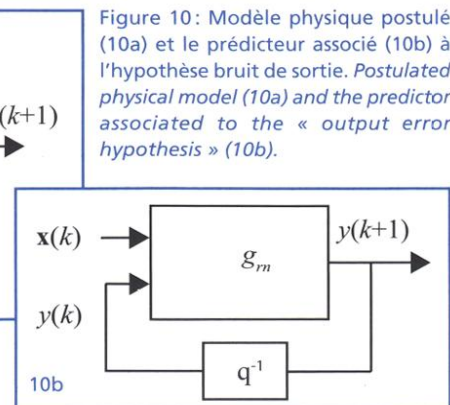 Figure 10: Modèle physique postulé
(10a) et le prédicteur associé (10b) à
l'hypothèse bruit de sortie. Postulated
physical model (10a) and the predictor
associated to the « output error
hypothesis » (10b).
(k+1)
x(k)
g_rn
y(k+1)
y(k)
q⁻¹
10b